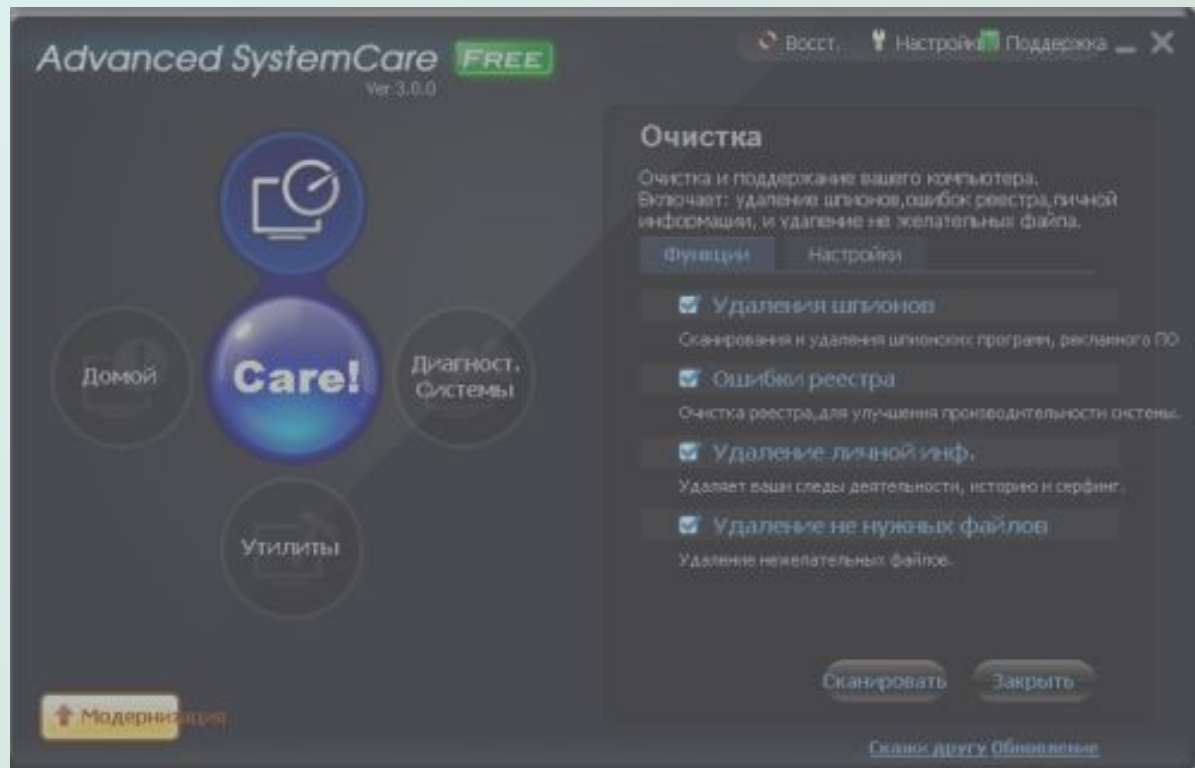 Advanced SystemCare FREE
Ver 3.0.0
Восст. Настройки Поддержка
Очистка
Очистка и поддержание вашего компьютера.
Включает: удаление шпионов,ошибок реестра,личной
информации, и удаление не желательных файла.
Функции Настройки
Удаления шпионов
Сканирования и удаления шпионских програмн, рекланного ПО
Ошибки реестра
Очистка реестра,для улучшения производительности системы.
Удаление личной инф.
Удаляет ваши следы деятельности, историю и серфинг.
Удаление не нужных файлов
Удаление нежелательных файлов.
Домой
Care!
Диагност.
Системы
Утилиты
Сканировать Закрыть
Модернизация
Скажи другу Обновление